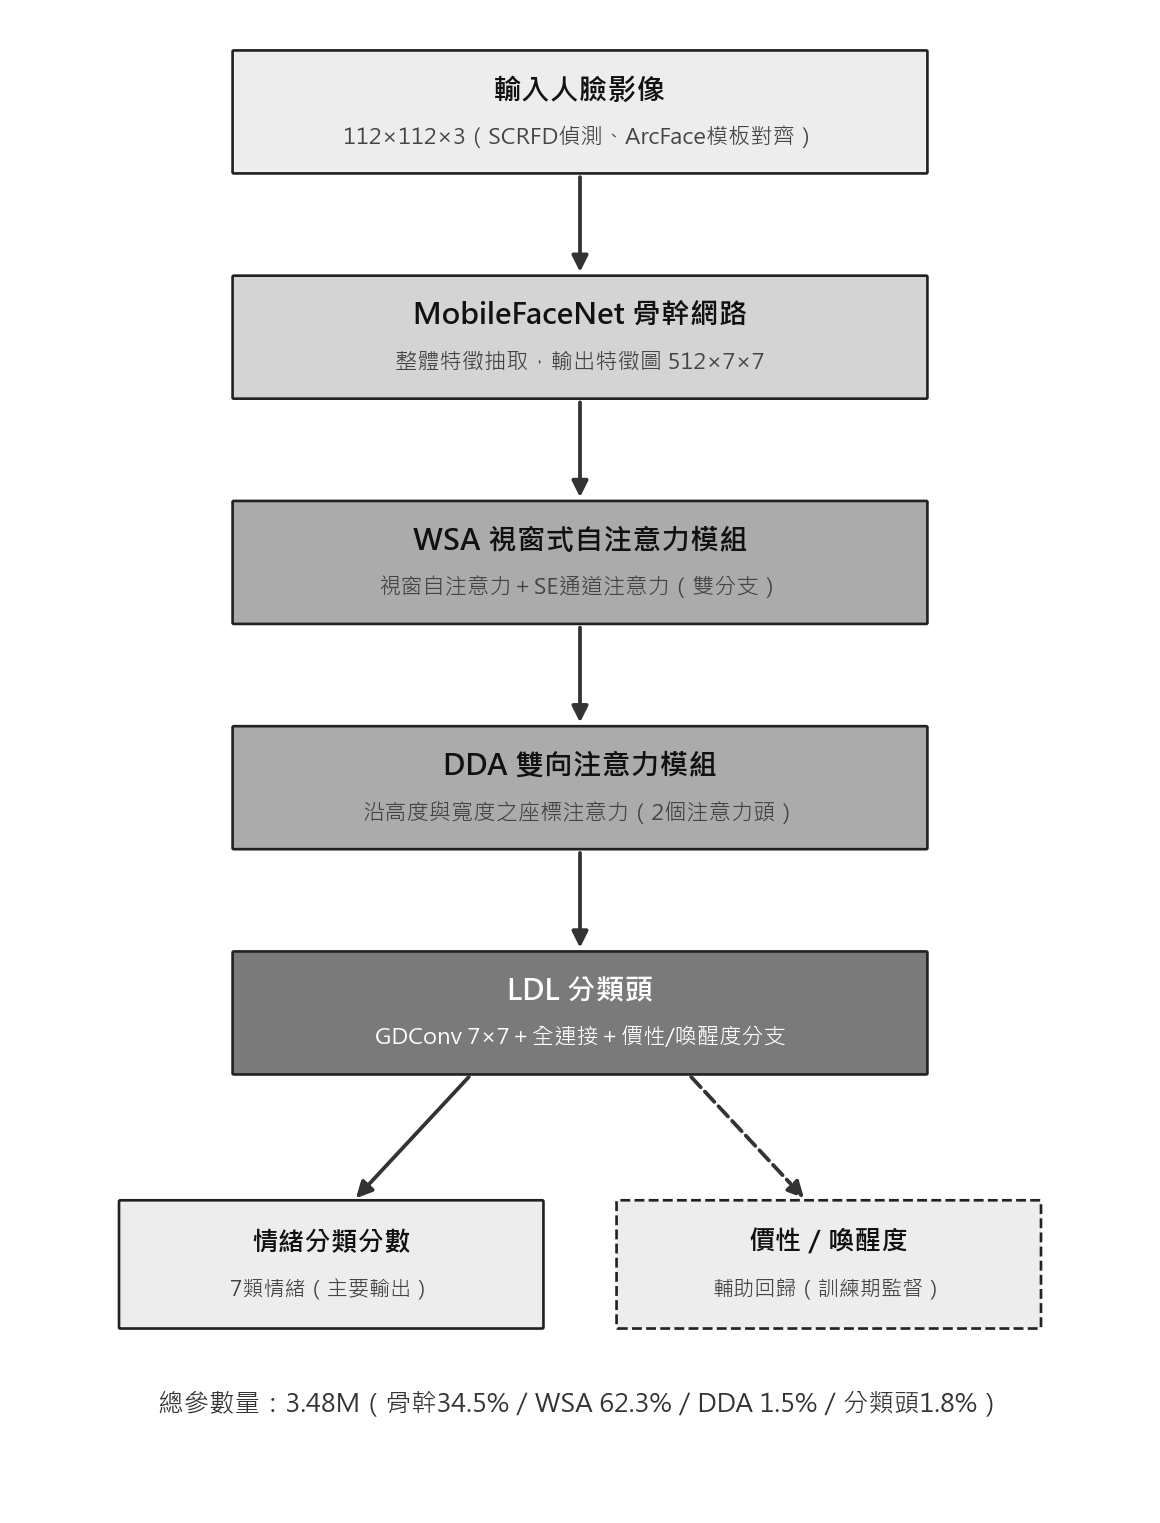 輸入人臉影像
112×112×3（SCRFD偵測、ArcFace模板對齊）
MobileFaceNet 骨幹網路
整體特徵抽取，輸出特徵圖 512×7×7
WSA 視窗式自注意力模組
視窗自注意力＋SE通道注意力（雙分支）
DDA 雙向注意力模組
沿高度與寬度之座標注意力（2個注意力頭）
LDL 分類頭
GDConv 7×7＋全連接＋價性/喚醒度分支
情緒分類分數
7類情緒（主要輸出）
價性 / 喚醒度
輔助回歸（訓練期監督）
總參數量：3.48M（骨幹34.5% / WSA 62.3% / DDA 1.5% / 分類頭1.8%）